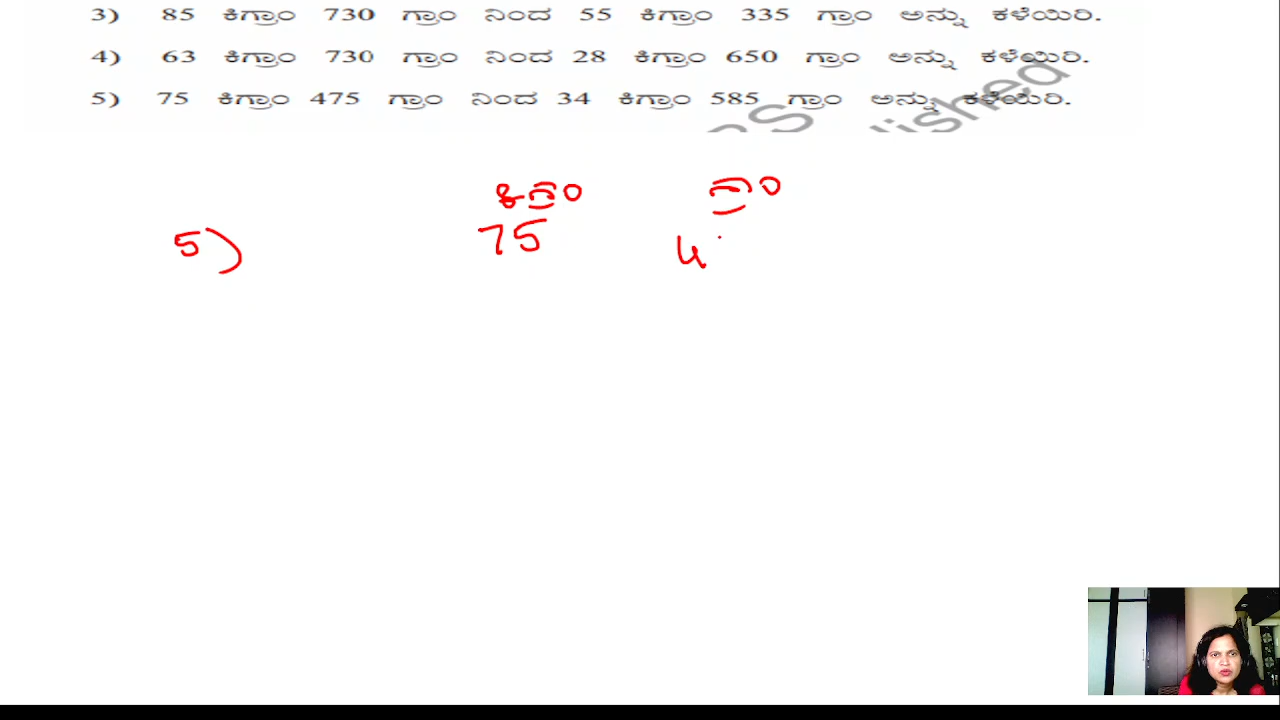 3) 85 ಕಿಗ್ರಾಂ 730 ಗ್ರಾಂ ನಿಂದ 55 ಕಿಗ್ರಾಂ 335 ಗ್ರಾಂ ಅನ್ನು ಕಳೆಯಿರಿ.
4) 63 ಕಿಗ್ರಾಂ 730 ಗ್ರಾಂ ನಿಂದ 28 ಕಿಗ್ರಾಂ 650 ಗ್ರಾಂ ಅನ್ನು ಕಳೆಯಿರಿ.
5) 75 ಕಿಗ್ರಾಂ 475 ಗ್ರಾಂ ನಿಂದ 34 ಕಿಗ್ರಾಂ 585 ಗ್ರಾಂ ಅನ್ನು ಕಳೆಯಿರಿ.
ಕಿಗ್ರಾಂ ಗ್ರಾಂ
5) 75 4